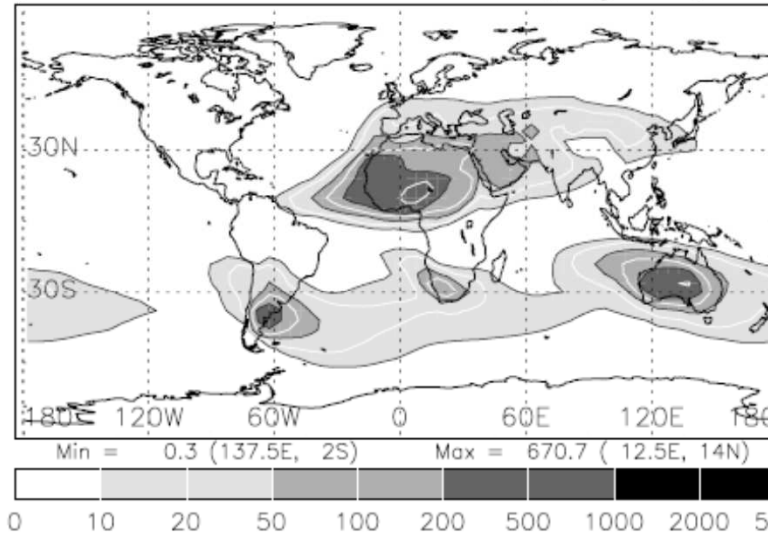 30N
30S
180 120W 60W 0 60E 120E 180
Min = 0.3 (137.5E, 2S) Max = 670.7 ( 12.5E, 14N)
0 10 20 50 100 200 500 1000 2000